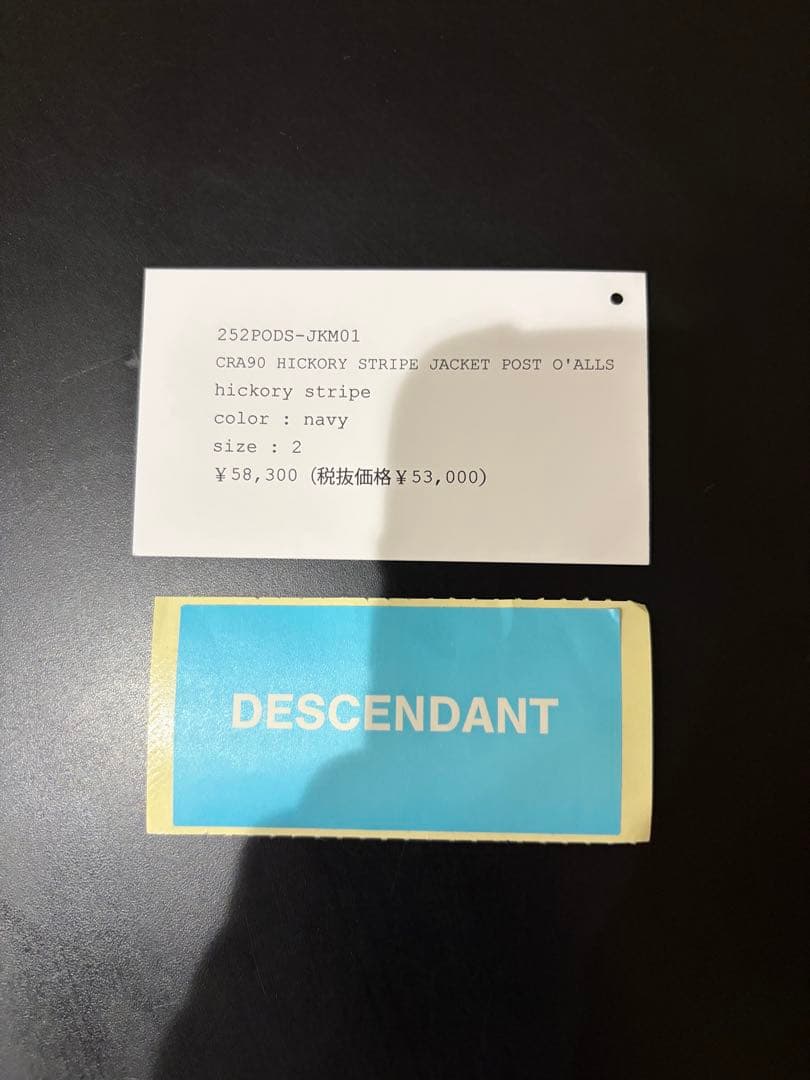 252PODS-JKM01
CRA90 HICKORY STRIPE JACKET POST O'ALLS
hickory stripe
color : navy
size : 2
¥58,300 (税抜価格¥53,000)
DESCENDANT